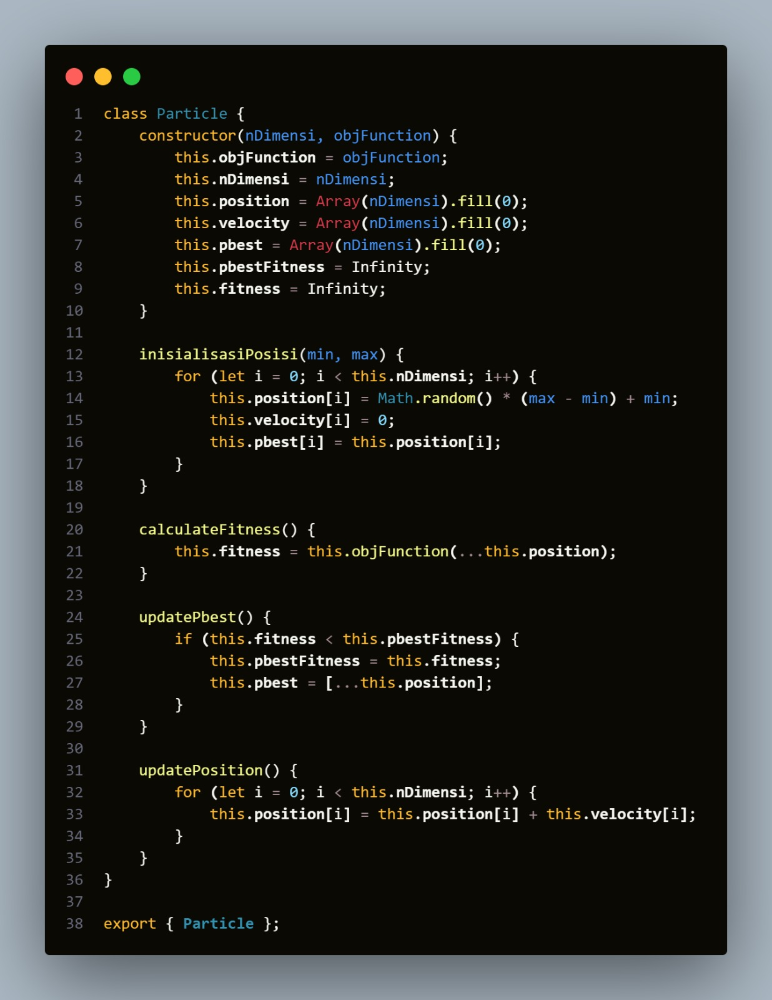 1 class Particle {
2     constructor(nDimensi, objFunction) {
3         this.objFunction = objFunction;
4         this.nDimensi = nDimensi;
5         this.position = Array(nDimensi).fill(0);
6         this.velocity = Array(nDimensi).fill(0);
7         this.pbest = Array(nDimensi).fill(0);
8         this.pbestFitness = Infinity;
9         this.fitness = Infinity;
10     }
11
12     inisialisasiPosisi(min, max) {
13         for (let i = 0; i < this.nDimensi; i++) {
14             this.position[i] = Math.random() * (max - min) + min;
15             this.velocity[i] = 0;
16             this.pbest[i] = this.position[i];
17         }
18     }
19
20     calculateFitness() {
21         this.fitness = this.objFunction(...this.position);
22     }
23
24     updatePbest() {
25         if (this.fitness < this.pbestFitness) {
26             this.pbestFitness = this.fitness;
27             this.pbest = [...this.position];
28         }
29     }
30
31     updatePosition() {
32         for (let i = 0; i < this.nDimensi; i++) {
33             this.position[i] = this.position[i] + this.velocity[i];
34         }
35     }
36 }
37
38 export { Particle };